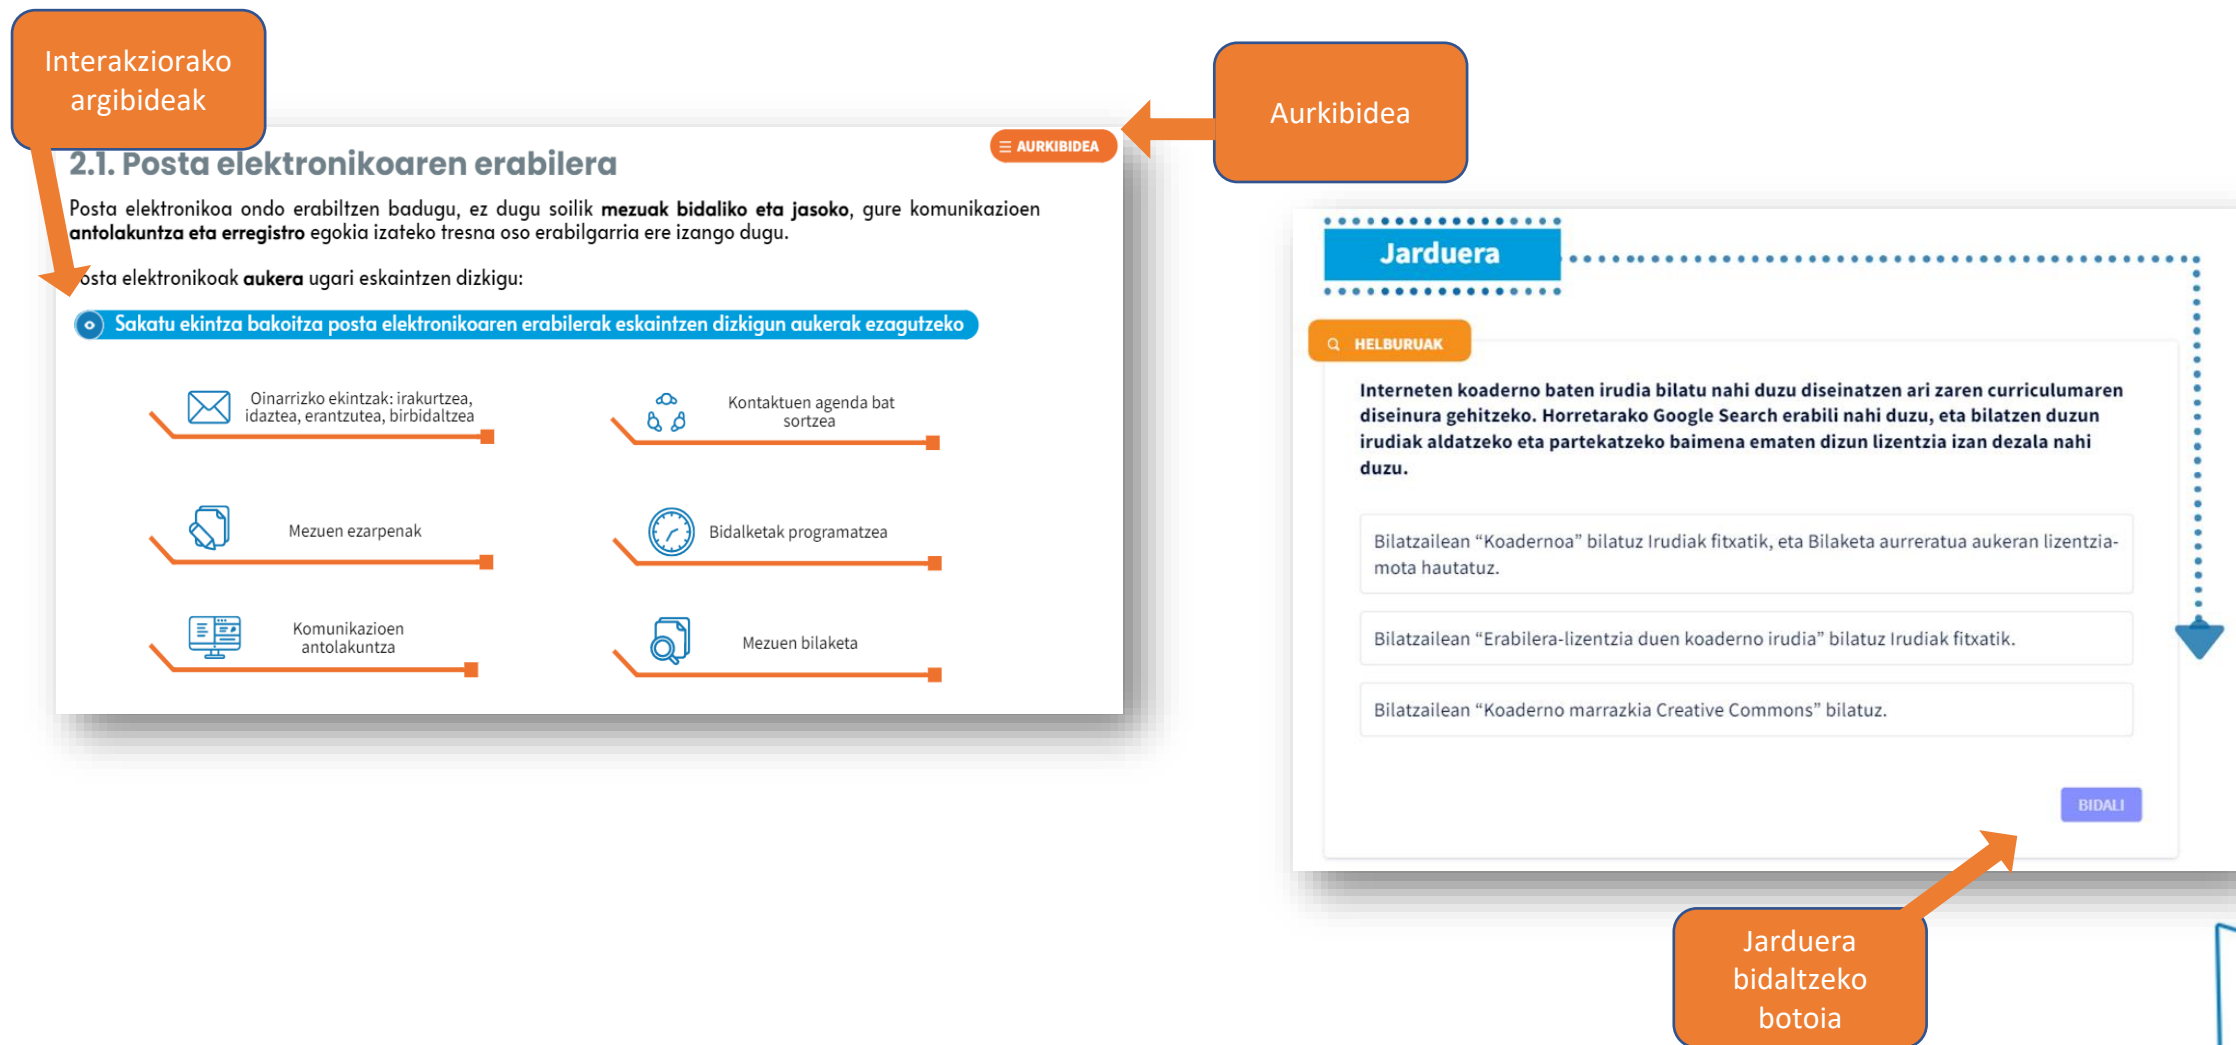 Interakziorako
argibideak
Aurkibidea
2.1. Posta elektronikoaren erabilera
AURKIBIDEA
Posta elektronikoa ondo erabiltzen badugu, ez dugu soilik mezuak bidaliko eta jasoko, gure komunikazioen
antolakuntza eta erregistro egokia izateko tresna oso erabilgarria ere izango dugu.
elektronikoak aukera ugari eskaintzen dizkigu:
Sakatu ekintza bakoitza posta elektronikoaren erabilerak eskaintzen dizkigun aukerak ezagutzeko
Oinarrizko ekintzak: irakurtzea,
idaztea, erantzutea, birbidaltzea
Kontaktuen agenda bat
sortzea
Mezuen ezarpenak
Bidalketak programatzea
Komunikazioen
antolakuntza
Mezuen bilaketa
Jarduera
HELBURUAK
Interneten koaderno baten irudia bilatu nahi duzu diseinatzen ari zaren curriculumaren
diseinura gehitzeko. Horretarako Google Search erabili nahi duzu, eta bilatzen duzun
irudiak aldatzeko eta partekatzeko baimena ematen dizun lizentzia izan dezala nahi
duzu.
Bilatzailean “Koadernoa” bilatuz Irudiak fitxatik, eta Bilaketa aurreratua aukeran lizentzia-
mota hautatuz.
Bilatzailean “Erabilera-lizentzia duen koaderno irudia” bilatuz Irudiak fitxatik.
Bilatzailean “Koaderno marrazkia Creative Commons” bilatuz.
BIDALI
Jarduera
bidaltzeko
botoia